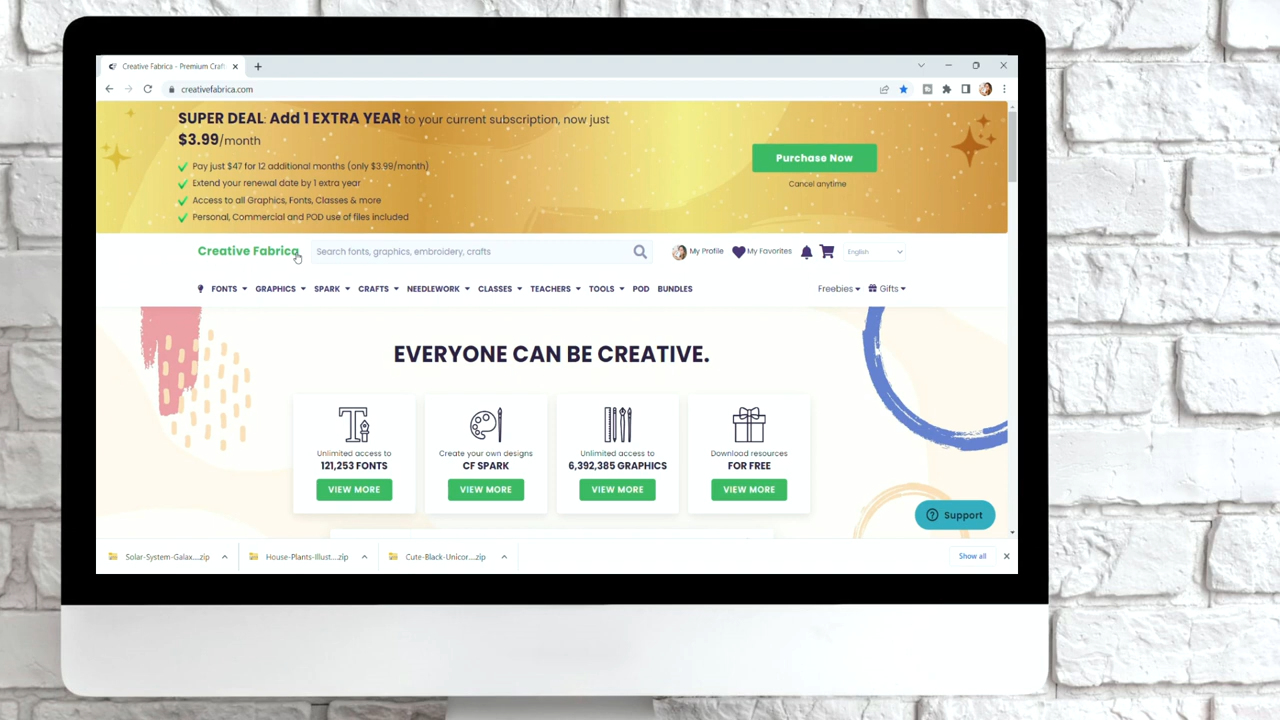 Creative Fabrica - Premium Craf
creativefabrica.com
SUPER DEAL: Add 1 EXTRA YEAR to your current subscription, now just
$3.99/month
Pay just $47 for 12 additional months (only $3.99/month)
Extend your renewal date by 1 extra year
Access to all Graphics, Fonts, Classes & more
Personal, Commercial and POD use of files included
Purchase Now
Cancel anytime
Creative Fabrica
Search fonts, graphics, embroidery, crafts
My Profile
My Favorites
English
FONTS GRAPHICS SPARK CRAFTS NEEDLEWORK CLASSES TEACHERS TOOLS POD BUNDLES
Freebies Gifts
EVERYONE CAN BE CREATIVE.
Unlimited access to
121,253 FONTS
VIEW MORE
Create your own designs
CF SPARK
VIEW MORE
Unlimited access to
6,392,385 GRAPHICS
VIEW MORE
Download resources
FOR FREE
VIEW MORE
Support
Solar-System-Galax....zip
House-Plants-Illust....zip
Cute-Black-Unicor....zip
Show all